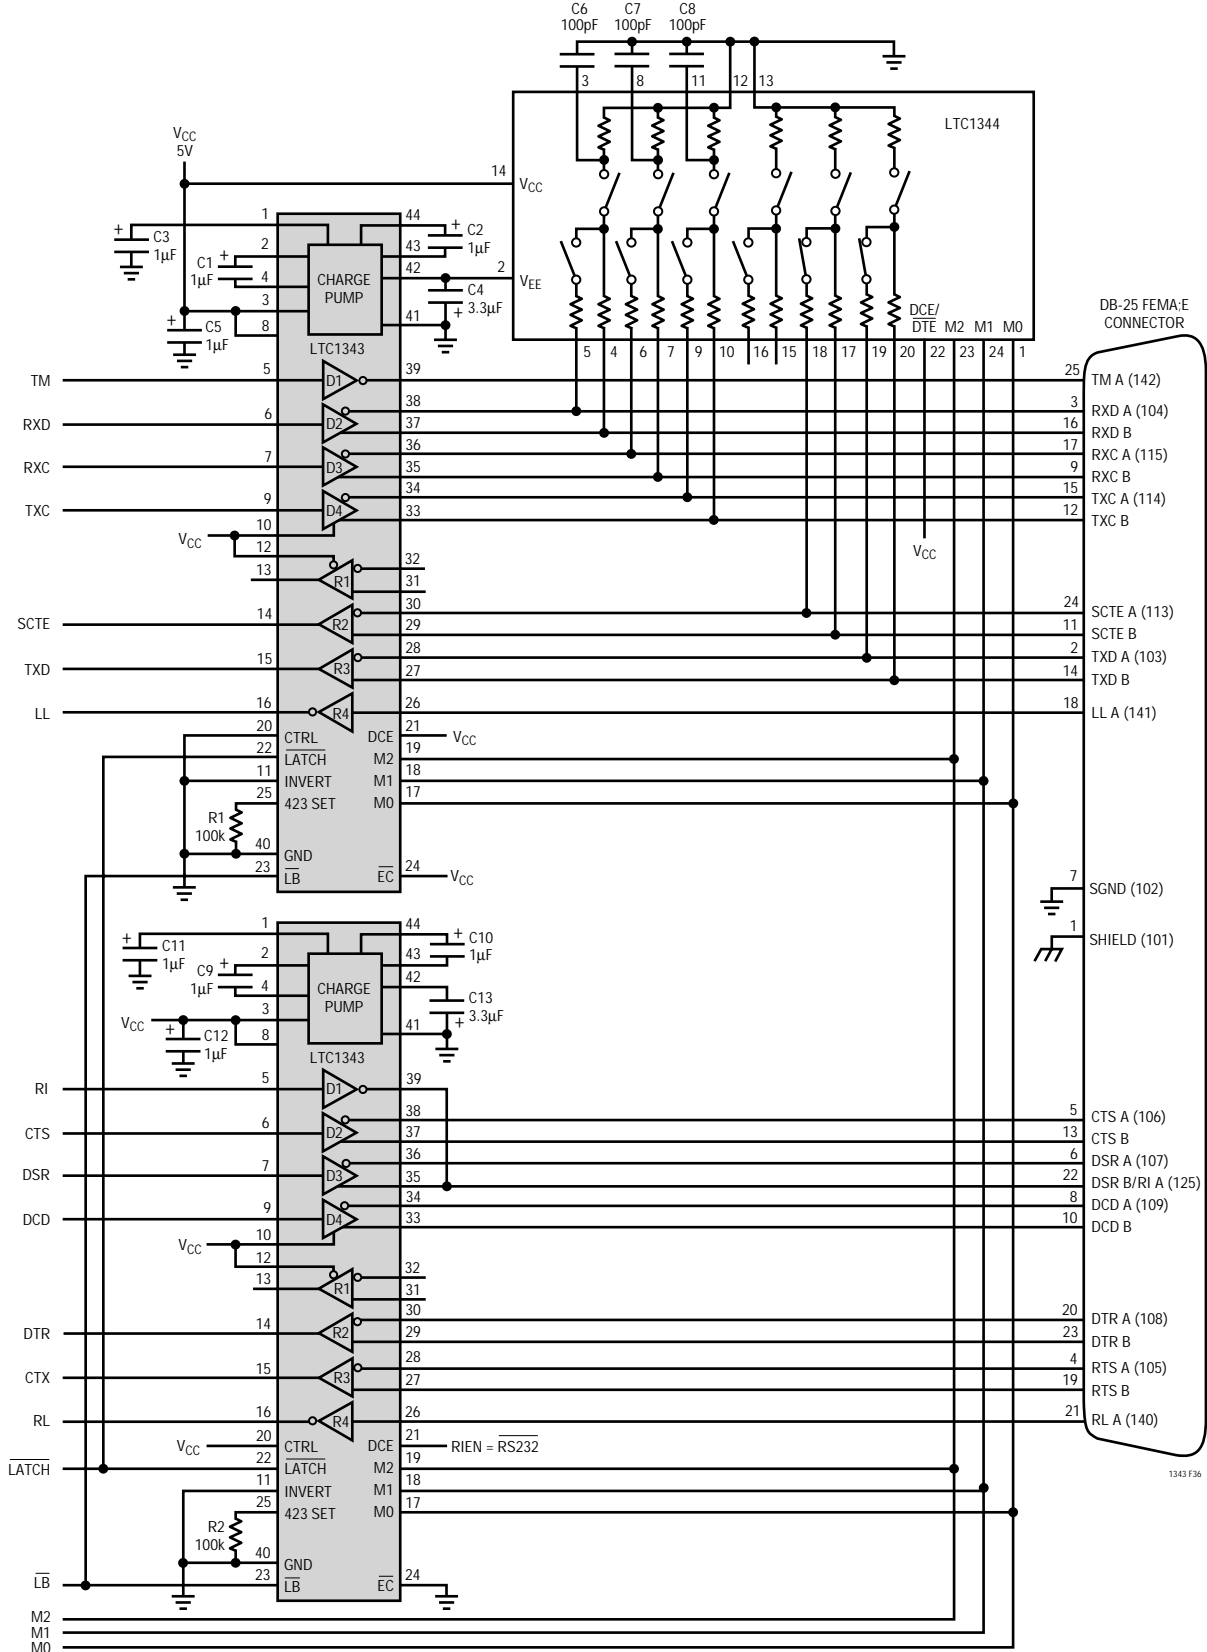 C6 C7 C8
100pF 100pF 100pF
3 8 11 12 13
LTC1344
VCC
5V
14
VCC
1 44
C3
1µF
+
+
C2
1µF
2 43
C1
1µF
+
4 42
2
VEE
CHARGE
PUMP
C4
3.3µF
+
3 41
8
C5
1µF
+
LTC1343
DCE/
DTE M2 M1 M0
5 4 6 7 9 10 16 15 18 17 19 20 22 23 24 1
DB-25 FEMA;E
CONNECTOR
TM 5 D1 39 25 TM A (142)
38 3 RXD A (104)
RXD 6 D2 37 16 RXD B
36 17 RXC A (115)
RXC 7 D3 35 9 RXC B
34 15 TXC A (114)
TXC 9 D4 33 12 TXC B
VCC 10
VCC
12 32
13 R1 31
30 24 SCTE A (113)
SCTE 14 R2 29 11 SCTE B
28 2 TXD A (103)
TXD 15 R3 27 14 TXD B
LL 16 R4 26 18 LL A (141)
20 CTRL DCE 21 VCC
22 LATCH M2 19
11 INVERT M1 18
25 423 SET M0 17
R1
100k
40 GND
23 LB EC 24 VCC
7 SGND (102)
1 SHIELD (101)
1 44
C11
1µF
+
+
C10
1µF
2 43
C9
1µF
+
4 42
CHARGE
PUMP
C13
3.3µF
+
VCC 3 41
8
C12
1µF
+
LTC1343
RI 5 D1 39
38 5 CTS A (106)
CTS 6 D2 37 13 CTS B
36 6 DSR A (107)
DSR 7 D3 35 22 DSR B/RI A (125)
34 8 DCD A (109)
DCD 9 D4 33 10 DCD B
VCC 10
12 32
13 R1 31
30 20 DTR A (108)
DTR 14 R2 29 23 DTR B
28 4 RTS A (105)
CTX 15 R3 27 19 RTS B
RL 16 R4 26 21 RL A (140)
VCC 20 CTRL DCE 21 RIEN = RS232
LATCH 22 LATCH M2 19
11 INVERT M1 18
25 423 SET M0 17
1343 F36
R2
100k
40 GND
LB 23 LB EC 24
M2
M1
M0